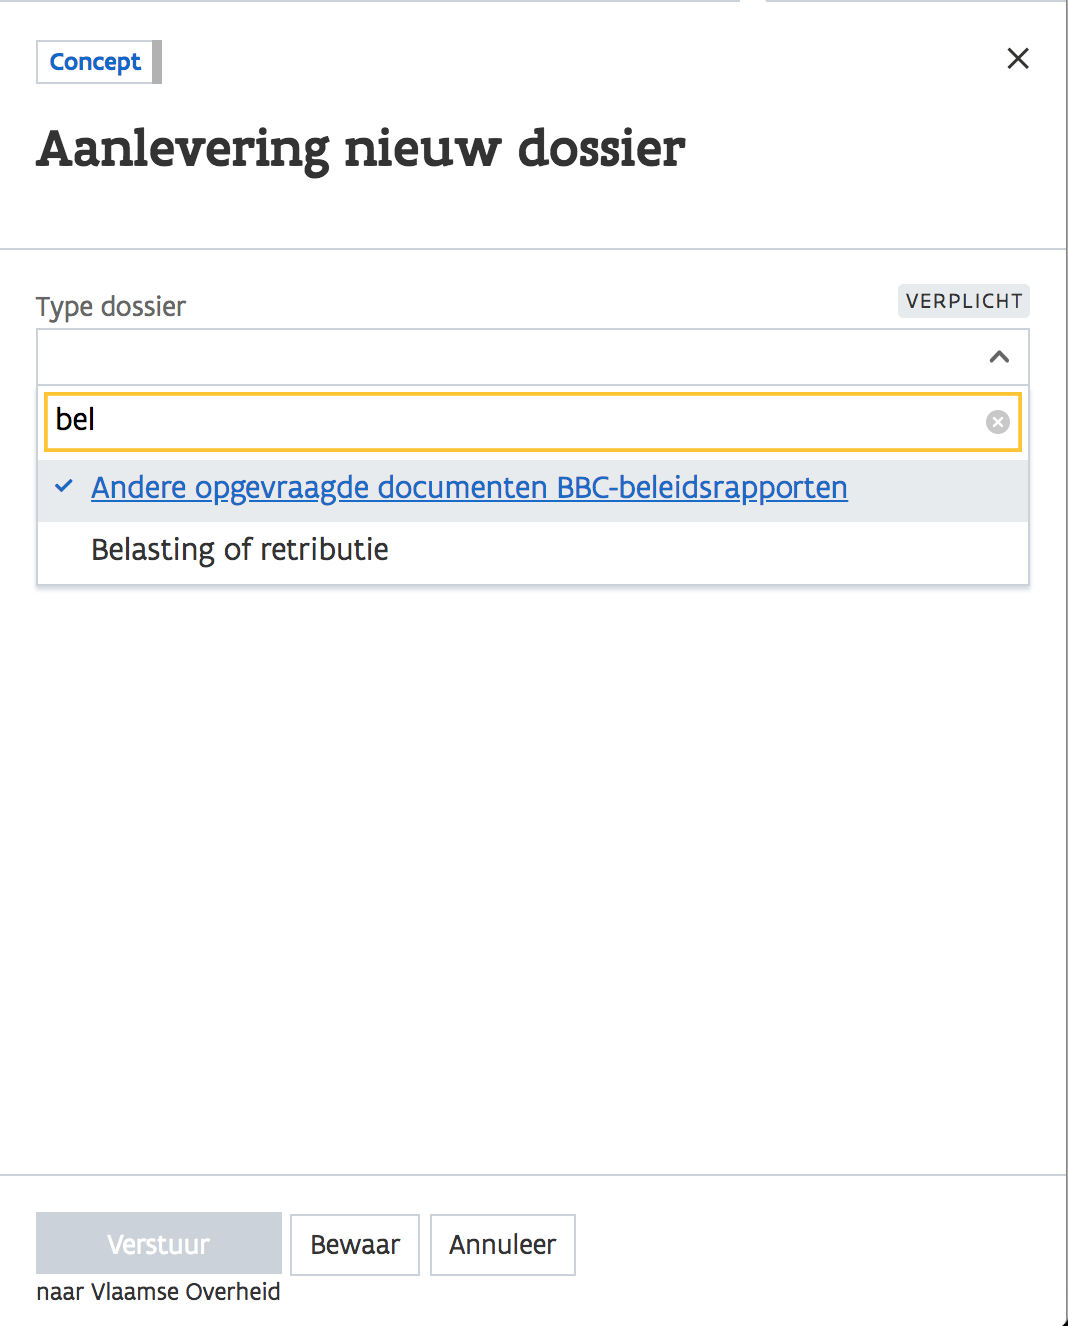 Concept
Aanlevering nieuw dossier
Type dossier
VERPLICHT
bel
Andere opgevraagde documenten BBC-beleidsrapporten
Belasting of retributie
Verstuur
Bewaar
Annuleer
naar Vlaamse Overheid